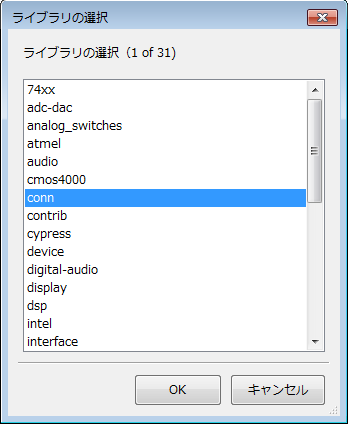 ライブラリの選択
ライブラリの選択 (1 of 31)
74xx
adc-dac
analog_switches
atmel
audio
cmos4000
conn
contrib
cypress
device
digital-audio
display
dsp
intel
interface
OK
キャンセル